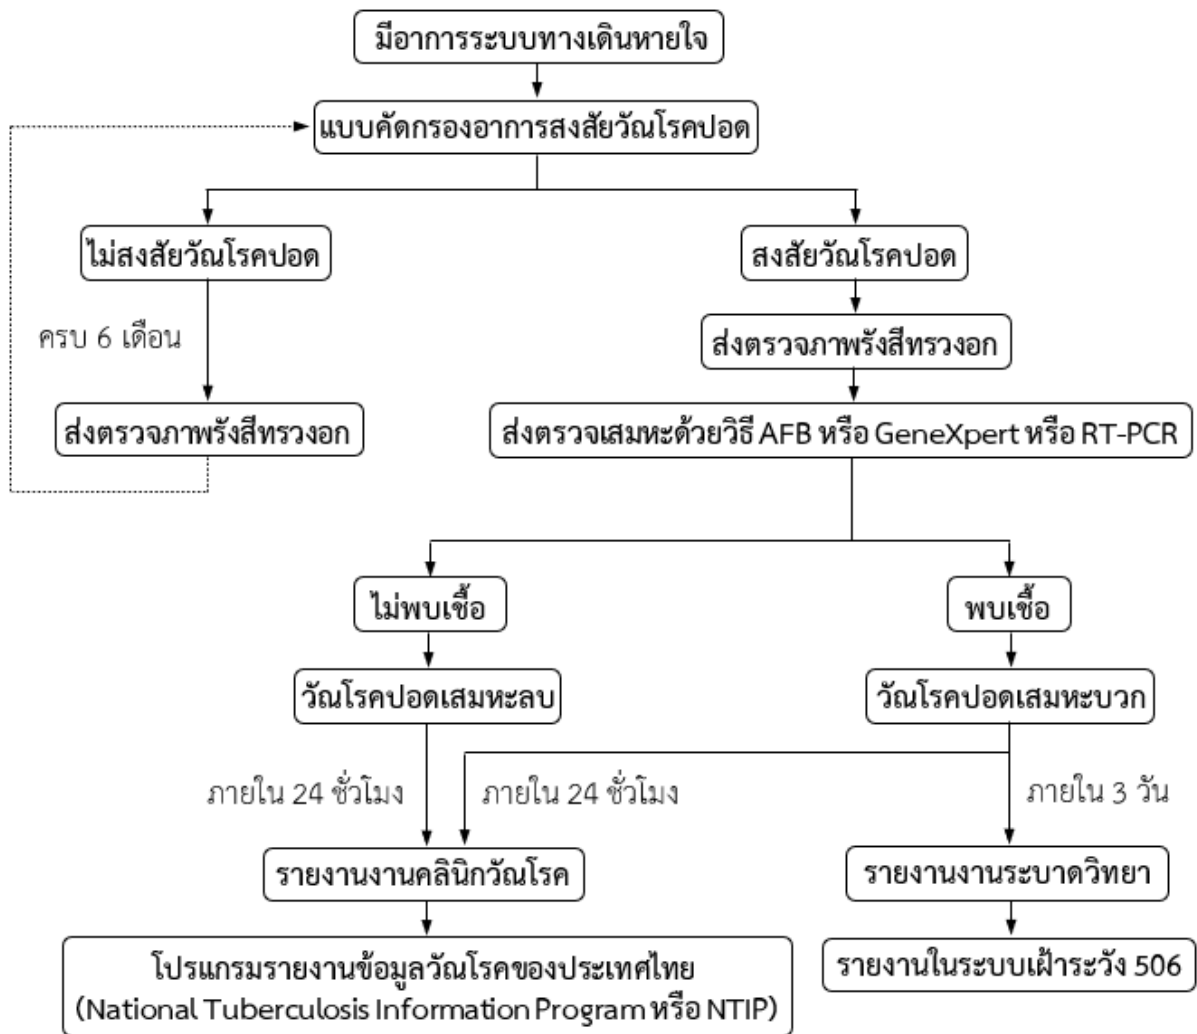 มีอาการระบบทางเดินหายใจ
แบบคัดกรองอาการสงสัยวัณโรคปอด
ไม่สงสัยวัณโรคปอด
สงสัยวัณโรคปอด
ครบ 6 เดือน
ส่งตรวจภาพรังสีทรวงอก
ส่งตรวจภาพรังสีทรวงอก
ส่งตรวจเสมหะด้วยวิธี AFB หรือ GeneXpert หรือ RT-PCR
ไม่พบเชื้อ
พบเชื้อ
วัณโรคปอดเสมหะลบ
วัณโรคปอดเสมหะบวก
ภายใน 24 ชั่วโมง
ภายใน 24 ชั่วโมง
ภายใน 3 วัน
รายงานงานคลินิกวัณโรค
รายงานงานระบาดวิทยา
โปรแกรมรายงานข้อมูลวัณโรคของประเทศไทย
(National Tuberculosis Information Program หรือ NTIP)
รายงานในระบบเฝ้าระวัง 506